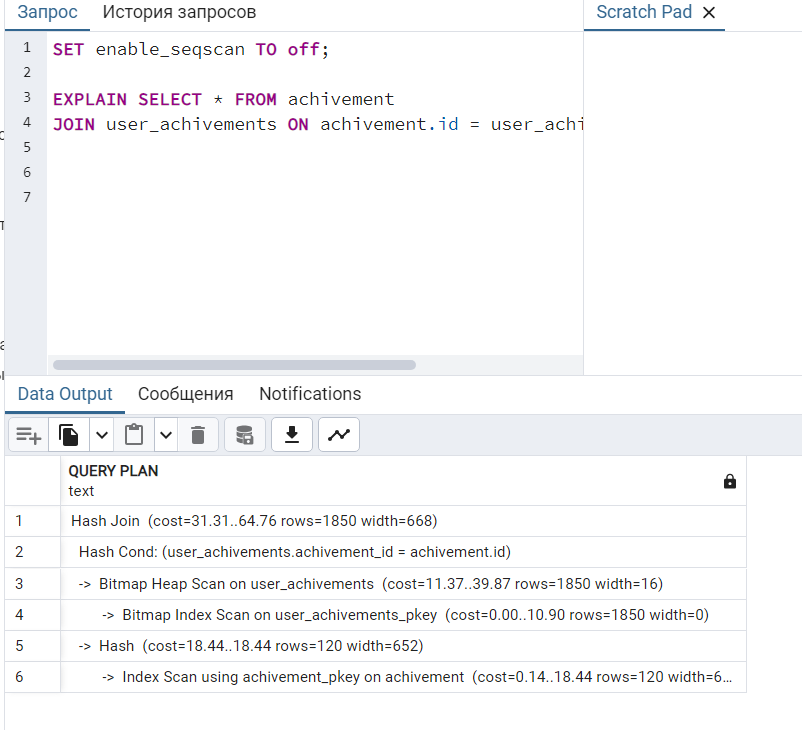 Запрос История запросов Scratch Pad
1 SET enable_seqscan TO off;
2
3 EXPLAIN SELECT * FROM achivement
4 JOIN user_achivements ON achivement.id = user_achi
5
6
7
Data Output Сообщения Notifications
QUERY PLAN
text
1 Hash Join (cost=31.31..64.76 rows=1850 width=668)
2 Hash Cond: (user_achivements.achivement_id = achivement.id)
3 -> Bitmap Heap Scan on user_achivements (cost=11.37..39.87 rows=1850 width=16)
4 -> Bitmap Index Scan on user_achivements_pkey (cost=0.00..10.90 rows=1850 width=0)
5 -> Hash (cost=18.44..18.44 rows=120 width=652)
6 -> Index Scan using achivement_pkey on achivement (cost=0.14..18.44 rows=120 width=6...